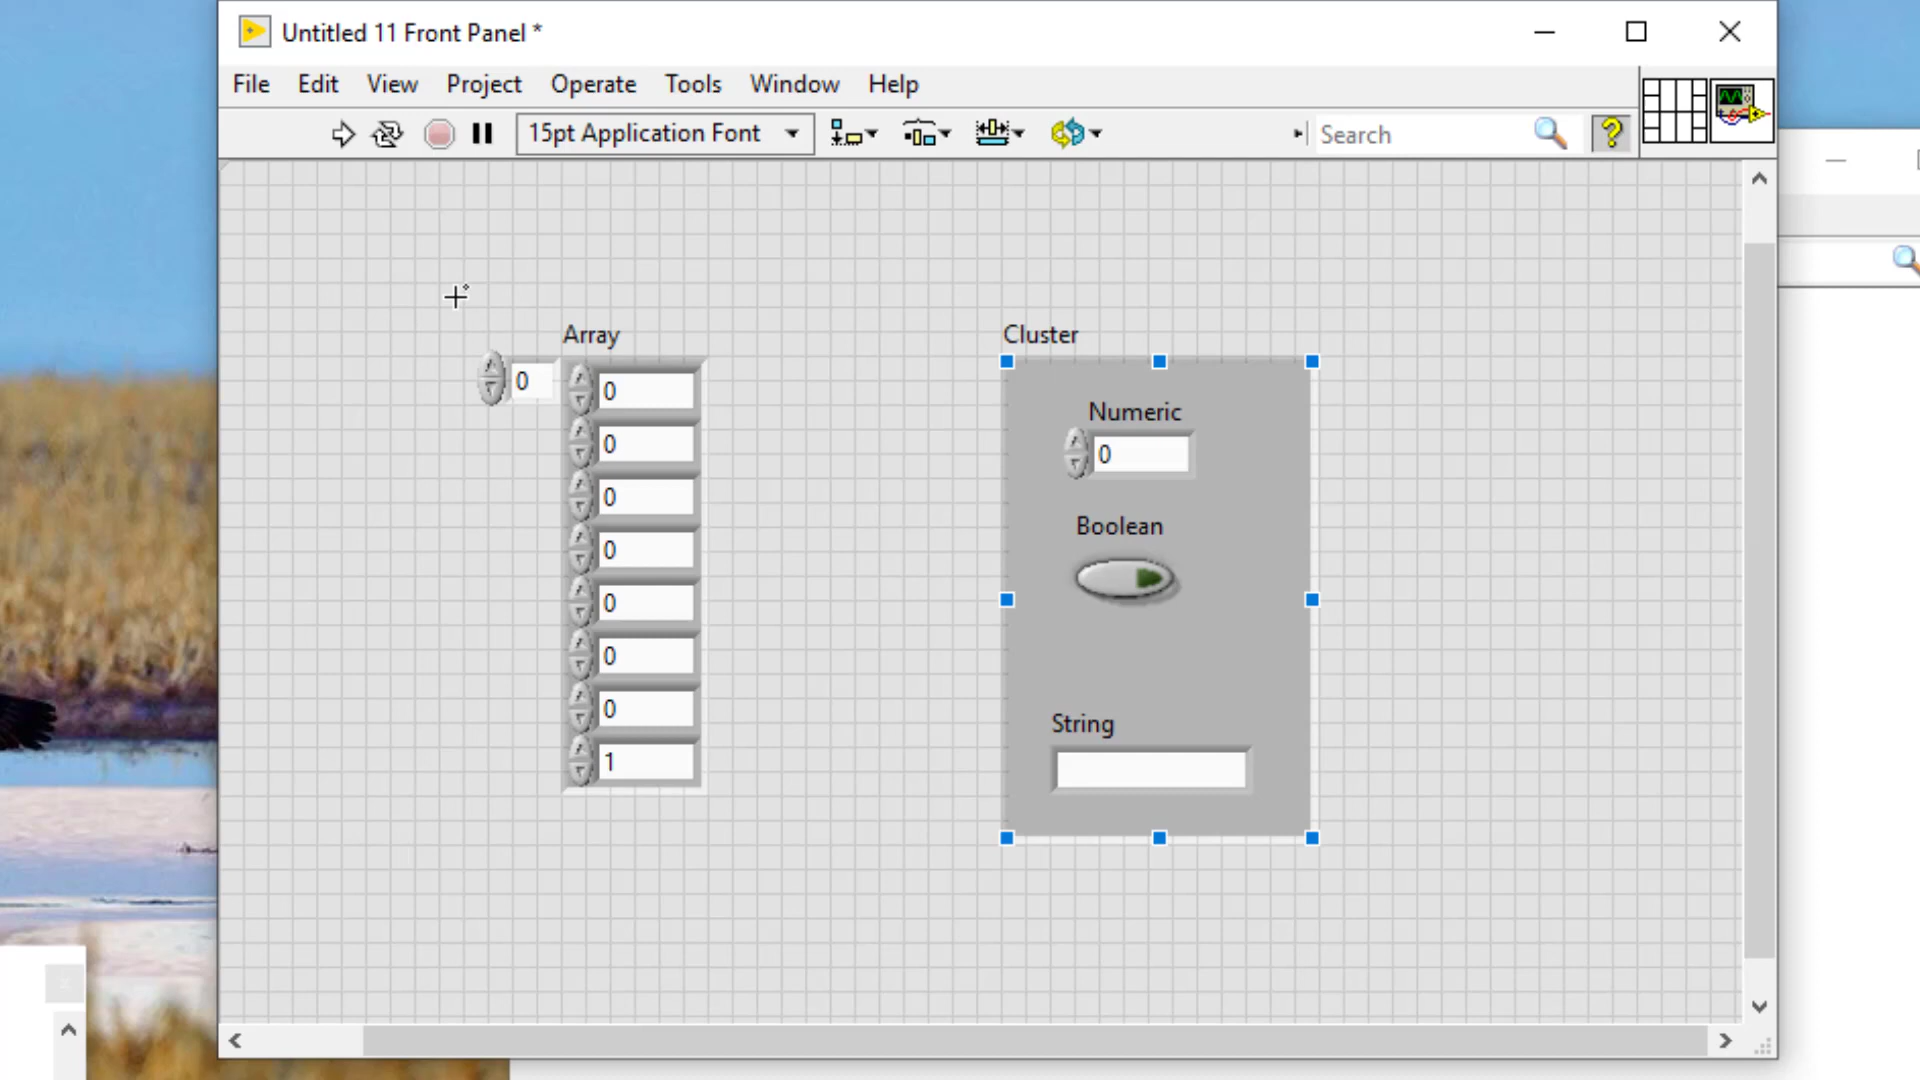 Untitled 11 Front Panel *
File Edit View Project Operate Tools Window Help
15pt Application Font Search ?
Array
0
0
0
0
0
0
0
0
1
Cluster
Numeric
0
Boolean
String